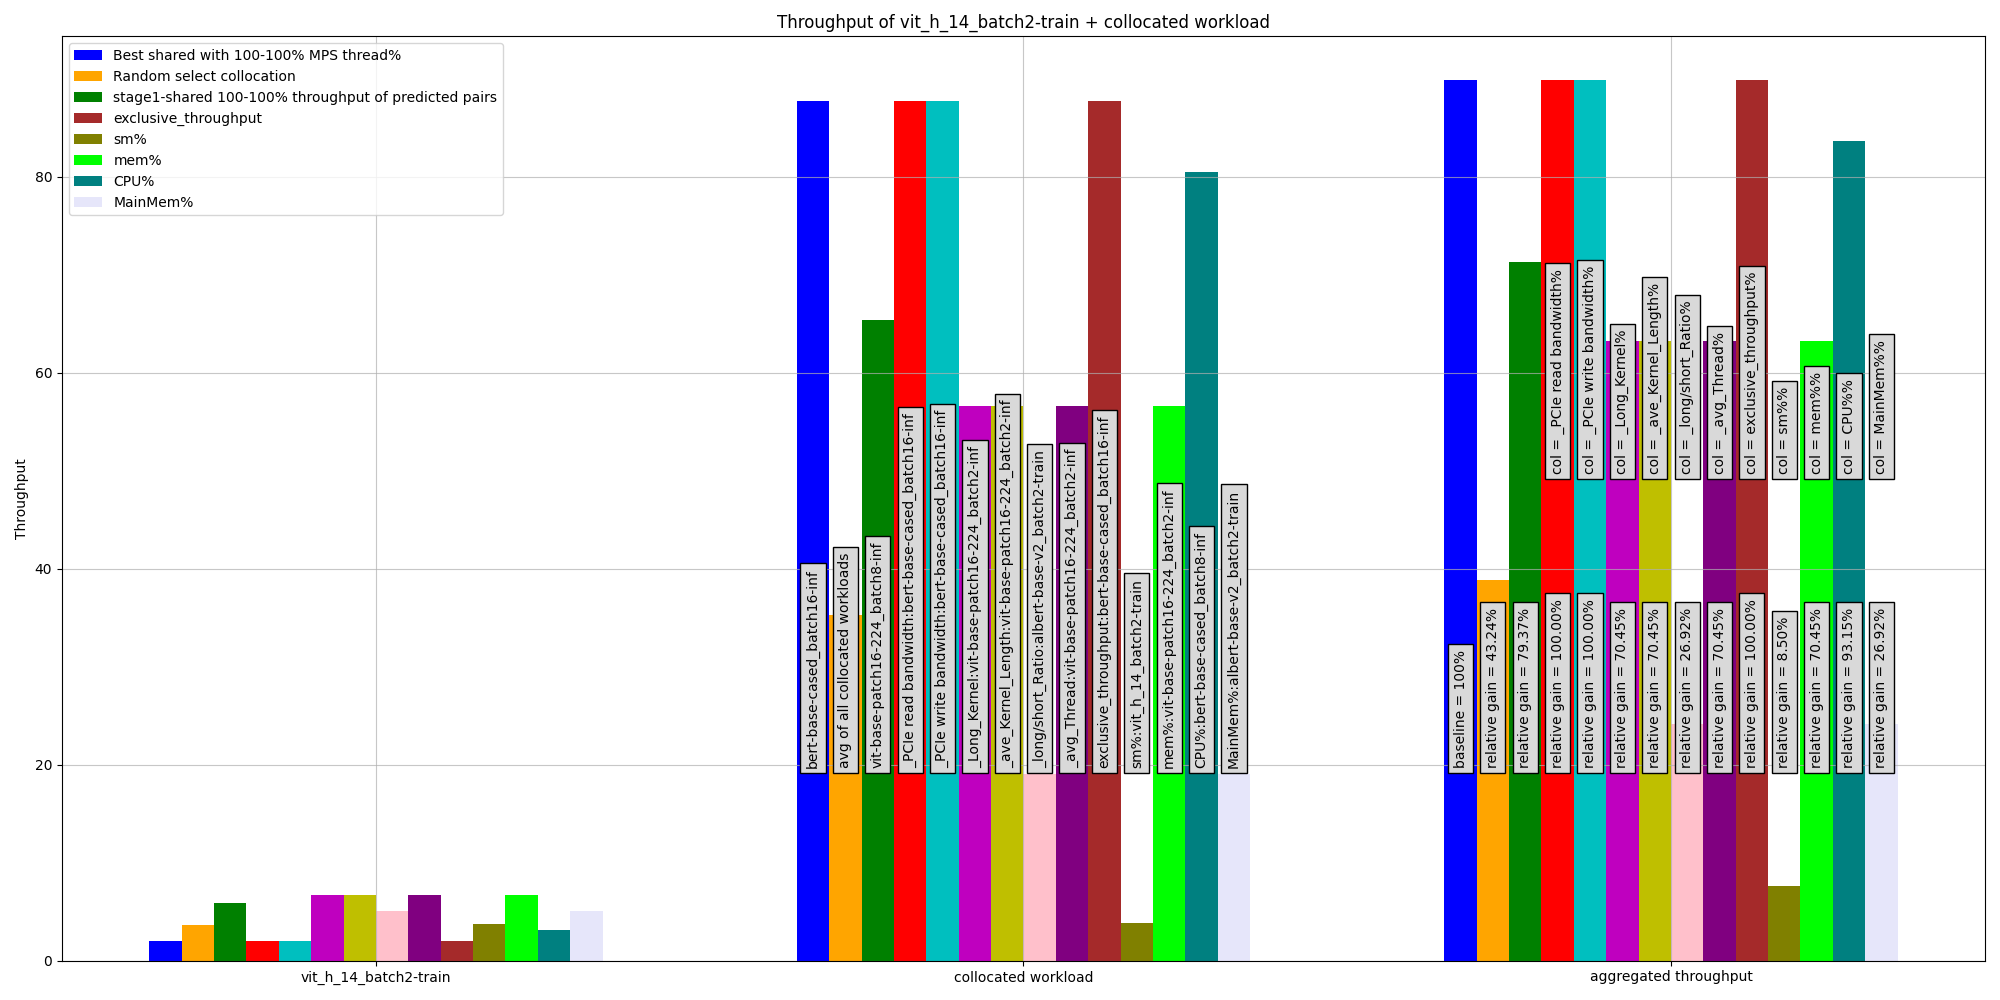 Throughput of vit_h_14_batch2-train + collocated workload
Best shared with 100-100% MPS thread%
Random select collocation
stage1-shared 100-100% throughput of predicted pairs
exclusive_throughput
sm%
mem%
CPU%
MainMem%
Throughput
80
60
40
20
0
bert-base-cased_batch16-inf
avg of all collocated workloads
vit-base-patch16-224_batch8-inf
_PCIe read bandwidth:bert-base-cased_batch16-inf
_PCIe write bandwidth:bert-base-cased_batch16-inf
_Long_Kernel:vit-base-patch16-224_batch2-inf
_ave_Kernel_Length:vit-base-patch16-224_batch2-inf
_long/short_Ratio:albert-base-v2_batch2-train
_avg_Thread:vit-base-patch16-224_batch2-inf
exclusive_throughput:bert-base-cased_batch16-inf
sm%:vit_h_14_batch2-train
mem%:vit-base-patch16-224_batch2-inf
CPU%:bert-base-cased_batch8-inf
MainMem%:albert-base-v2_batch2-train
col = _PCIe read bandwidth%
col = _PCIe write bandwidth%
col = _Long_Kernel%
col = _ave_Kernel_Length%
col = _long/short_Ratio%
col = _avg_Thread%
col = exclusive_throughput%
col = sm%%
col = mem%%
col = CPU%%
col = MainMem%%
baseline = 100%
relative gain = 43.24%
relative gain = 79.37%
relative gain = 100.00%
relative gain = 100.00%
relative gain = 70.45%
relative gain = 70.45%
relative gain = 26.92%
relative gain = 70.45%
relative gain = 100.00%
relative gain = 8.50%
relative gain = 70.45%
relative gain = 93.15%
relative gain = 26.92%
vit_h_14_batch2-train
collocated workload
aggregated throughput